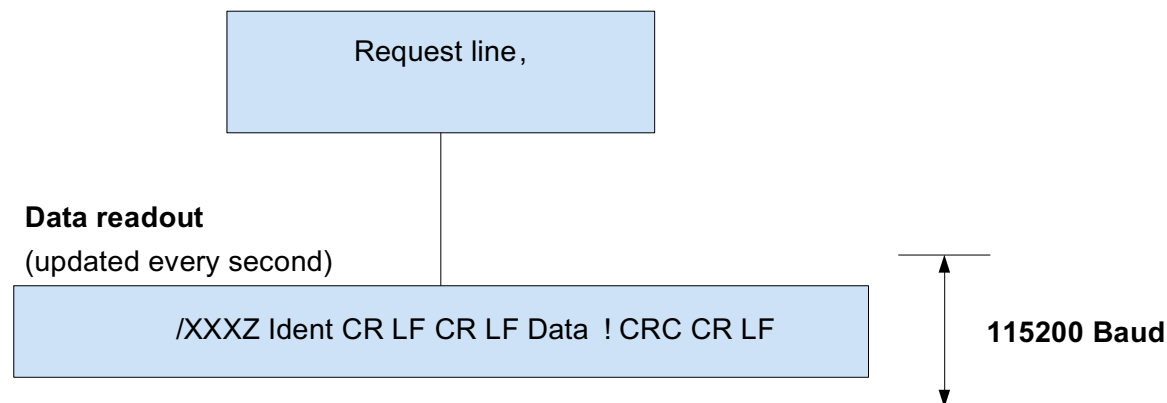 Request line,
Data readout
(updated every second)
/XXXZ Ident CR LF CR LF Data ! CRC CR LF
115200 Baud